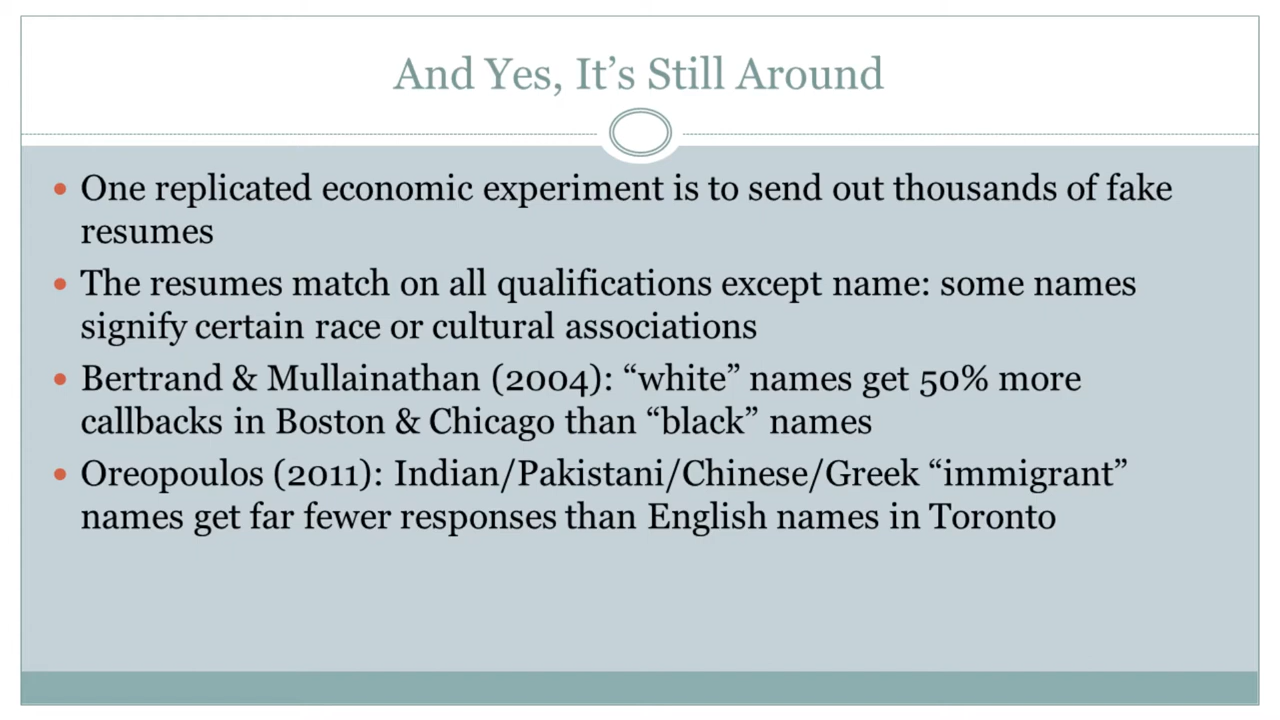 And Yes, It’s Still Around
• One replicated economic experiment is to send out thousands of fake
resumes
• The resumes match on all qualifications except name: some names
signify certain race or cultural associations
• Bertrand & Mullainathan (2004): “white” names get 50% more
callbacks in Boston & Chicago than “black” names
• Oreopoulos (2011): Indian/Pakistani/Chinese/Greek “immigrant”
names get far fewer responses than English names in Toronto